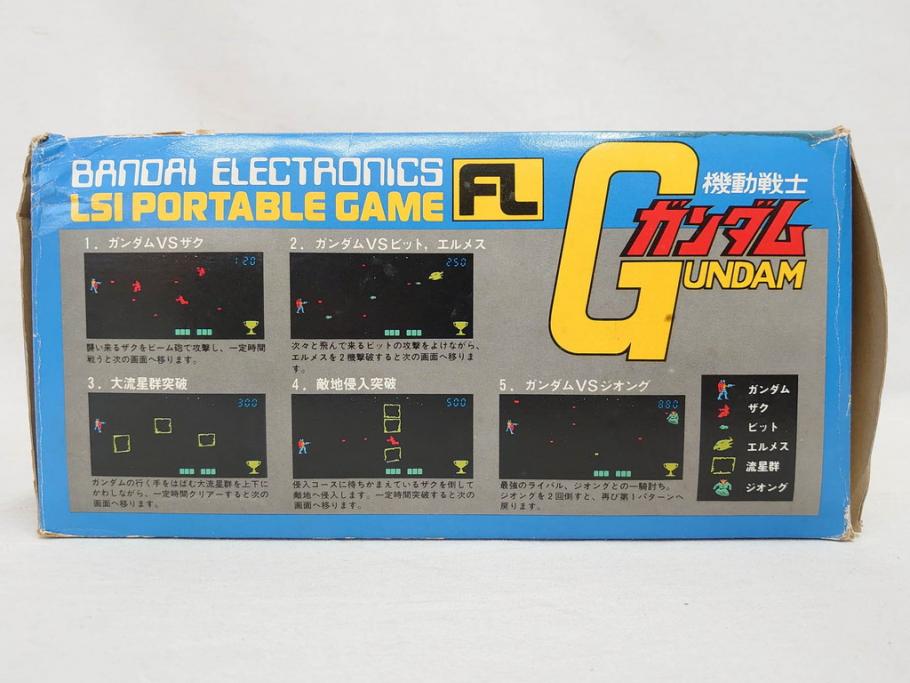 BANDAI ELECTRONICS
LSI PORTABLE GAME
FL
機動戦士
ガンダム
GUNDAM
1. ガンダムVSザク
120
襲い来るザクをビーム砲で攻撃し、一定時間
戦うと次の画面へ移ります。
2. ガンダムVSビット,エルメス
250
次々と飛んで来るビットの攻撃をよけながら、
エルメスを2機撃破すると次の画面へ移りま
す。
3. 大流星群突破
300
ガンダムの行く手をはばむ大流星群を上下に
かわしながら、一定時間クリアーすると次の
画面へ移ります。
4. 敵地侵入突破
500
侵入コースに待ちかまえているザクを倒して
敵地へ侵入します。一定時間突破すると次の
画面へ移ります。
5. ガンダムVSジオング
880
最強のライバル、ジオングとの一騎討ち。
ジオングを2回倒すと、再び第1パターンへ
戻ります。
ガンダム
ザク
ビット
エルメス
流星群
ジオング